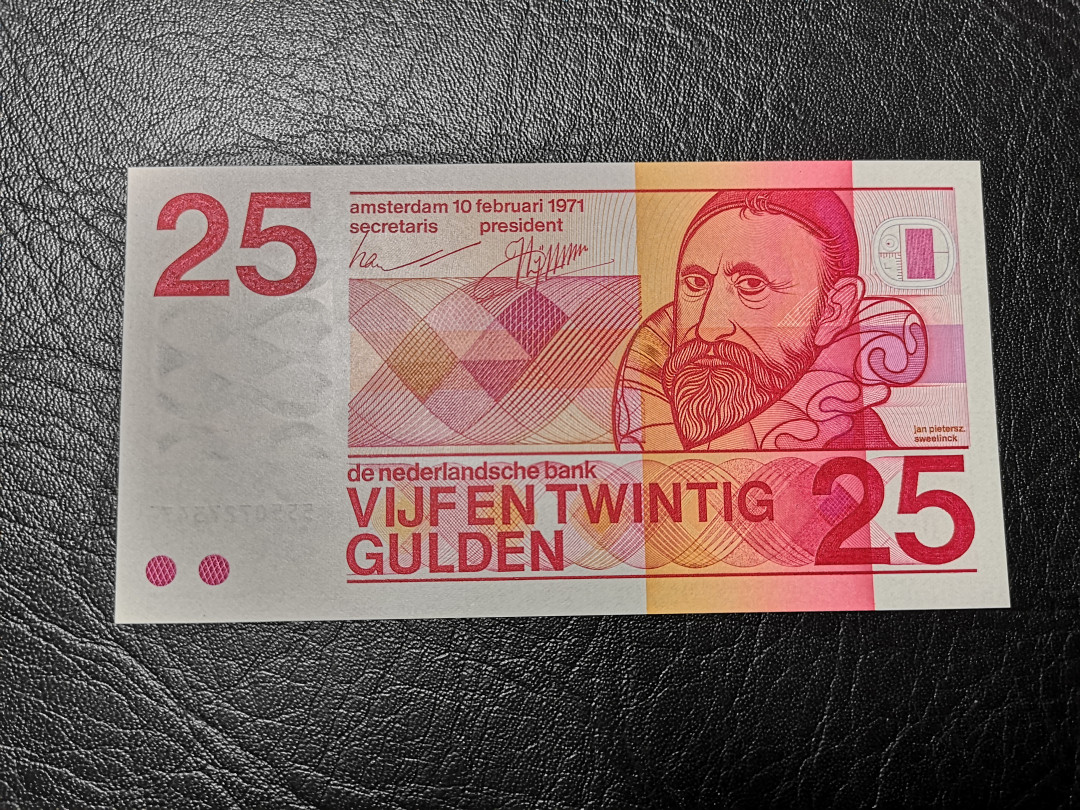 25
amsterdam 10 februari 1971
secretaris president
jan pietersz.
sweelinck
de nederlandsche bank
VIJF EN TWINTIG
GULDEN
25